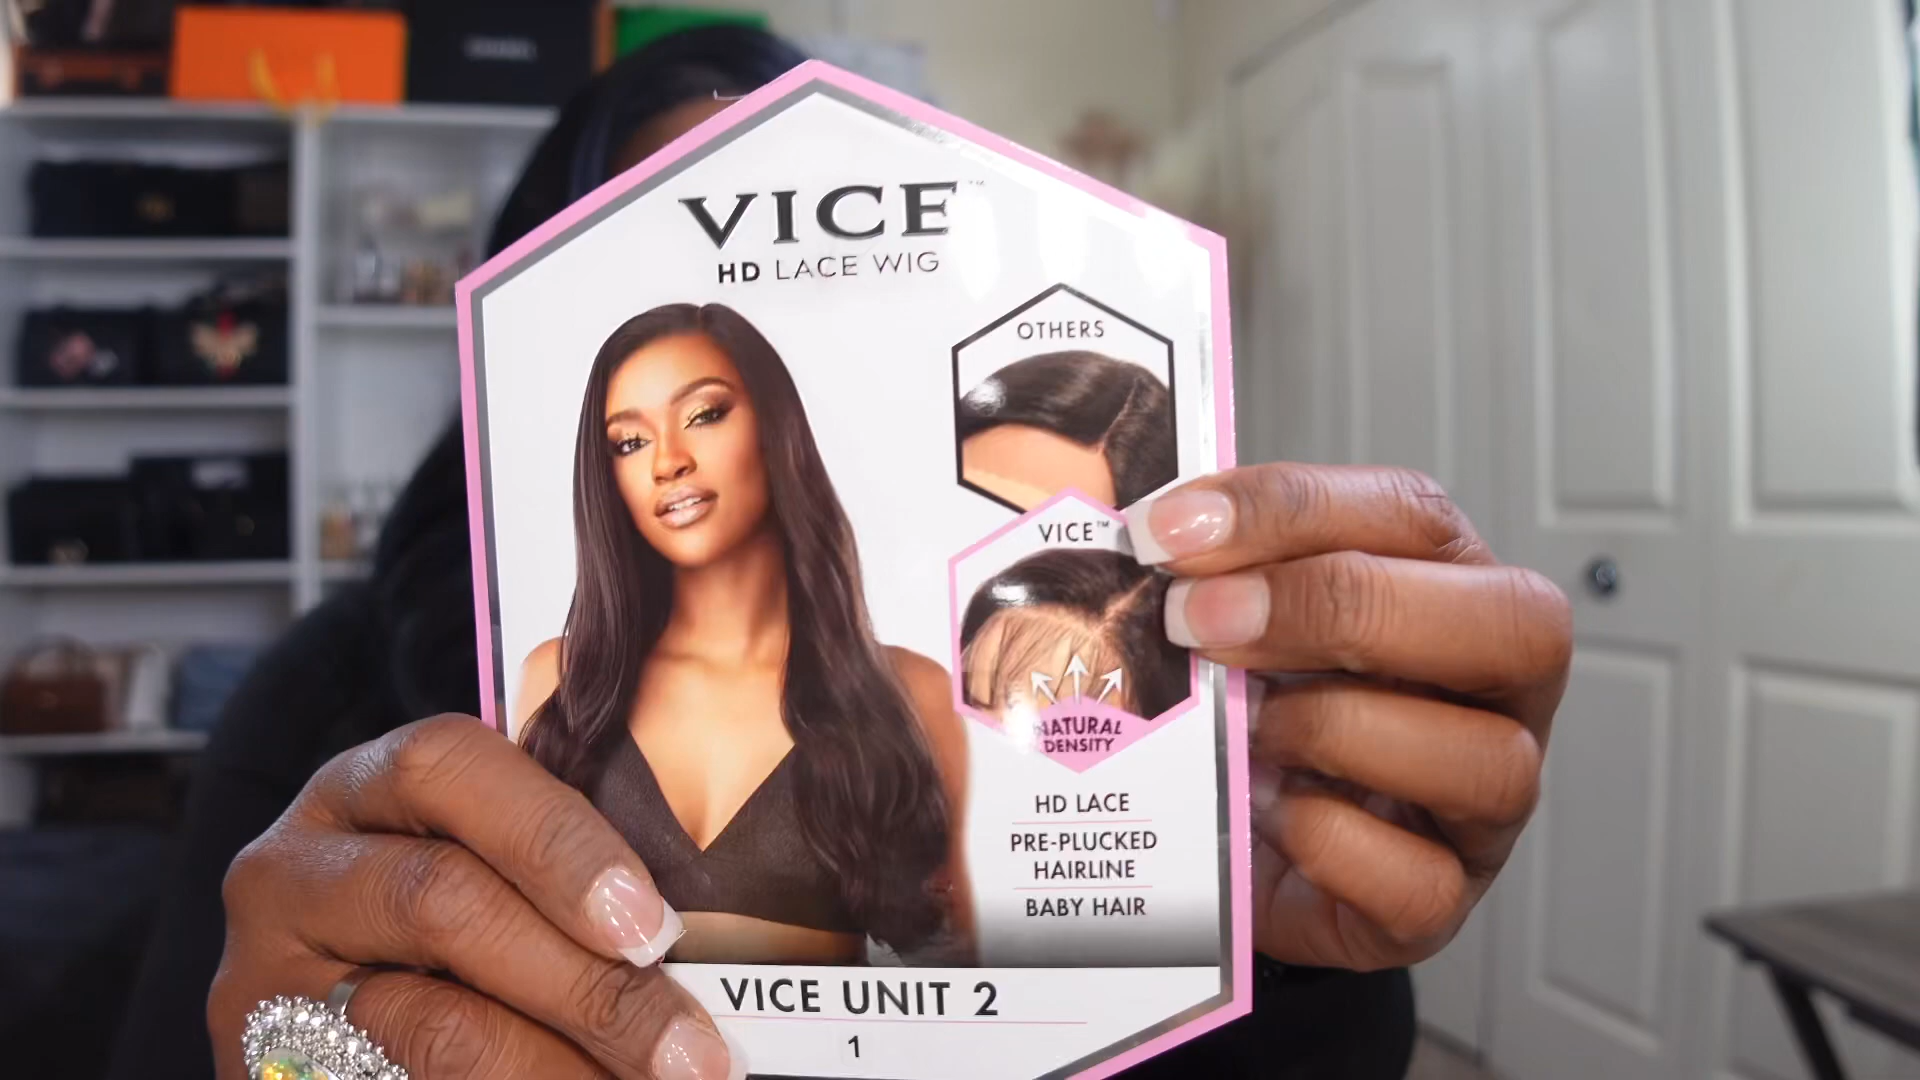 VICE™
HD LACE WIG
OTHERS
VICE™
NATURAL
DENSITY
HD LACE
PRE-PLUCKED
HAIRLINE
BABY HAIR
VICE UNIT 2
1